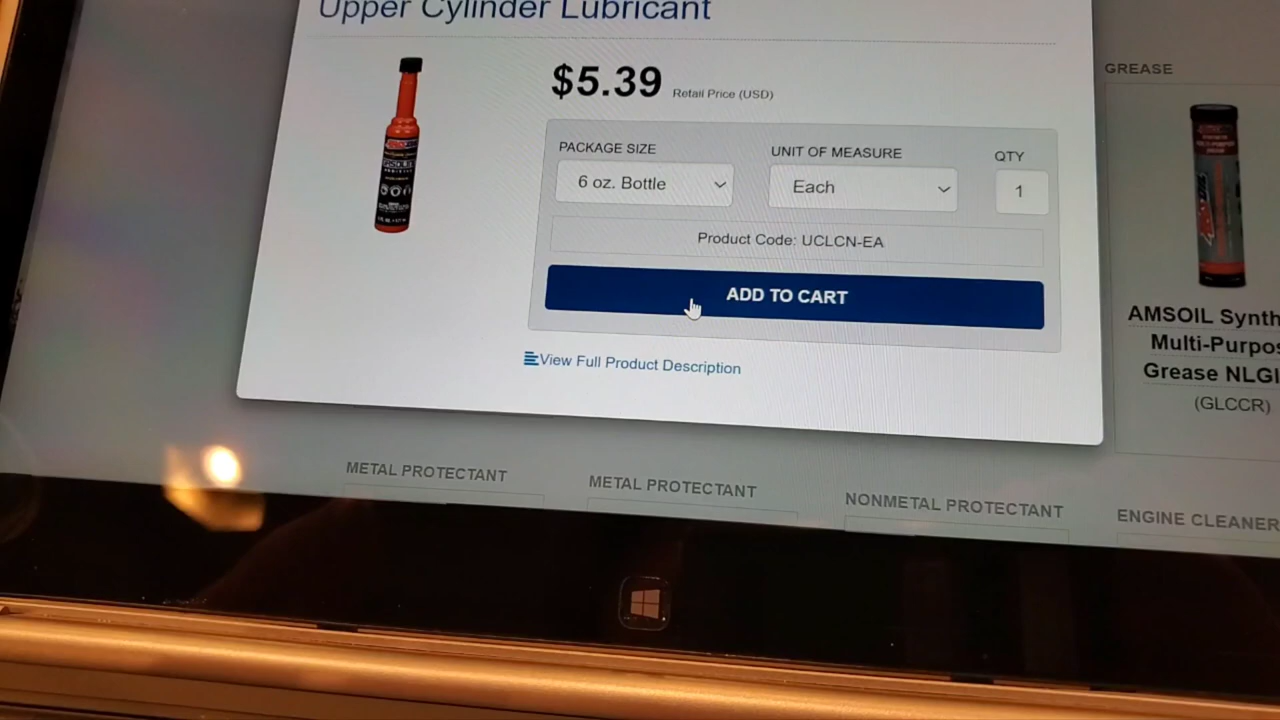 Upper Cylinder Lubricant
$5.39 Retail Price (USD)
PACKAGE SIZE
UNIT OF MEASURE
QTY
6 oz. Bottle
Each
1
Product Code: UCLCN-EA
ADD TO CART
View Full Product Description
GREASE
AMSOIL Synth
Multi-Purpos
Grease NLGI
(GLCCR)
METAL PROTECTANT
METAL PROTECTANT
NONMETAL PROTECTANT
ENGINE CLEANER